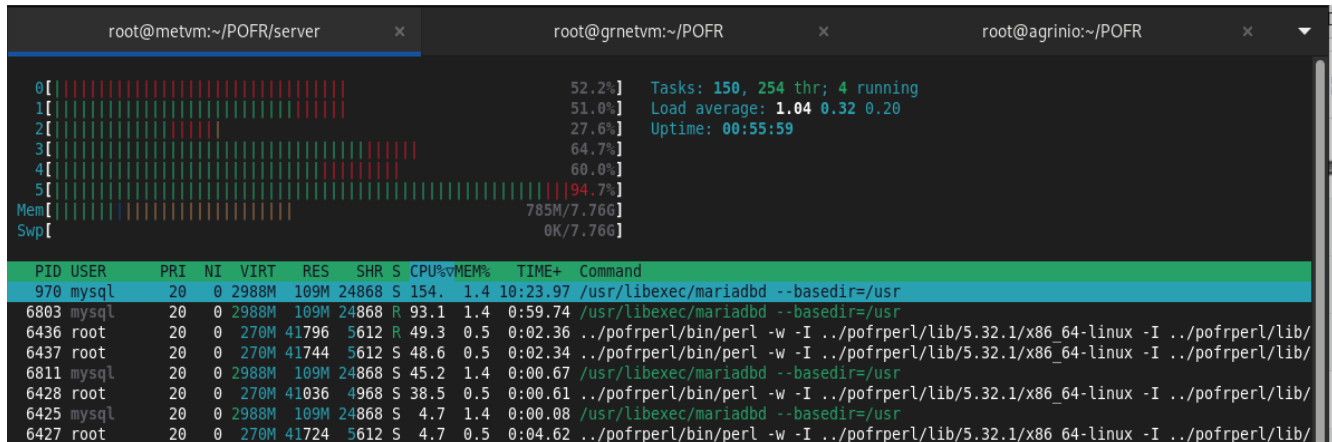 root@metvm:~/POFR/server × root@grnetvm:~/POFR × root@agrinio:~/POFR ×
0[ 52.2%] Tasks: 150, 254 thr; 4 running
1[ 51.0%] Load average: 1.04 0.32 0.20
2[ 27.6%] Uptime: 00:55:59
3[ 64.7%]
4[ 60.0%]
5[ 94.7%]
Mem[ 785M/7.76G]
Swp[ 0K/7.76G]
PID USER PRI NI VIRT RES SHR S CPU%▽MEM% TIME+ Command
970 mysql 20 0 2988M 109M 24868 S 154. 1.4 10:23.97 /usr/libexec/mariadbd --basedir=/usr
6803 mysql 20 0 2988M 109M 24868 R 93.1 1.4 0:59.74 /usr/libexec/mariadbd --basedir=/usr
6436 root 20 0 270M 41796 5612 R 49.3 0.5 0:02.36 ../pofrperl/bin/perl -w -I ../pofrperl/lib/5.32.1/x86_64-linux -I ../pofrperl/lib/
6437 root 20 0 270M 41744 5612 S 48.6 0.5 0:02.34 ../pofrperl/bin/perl -w -I ../pofrperl/lib/5.32.1/x86_64-linux -I ../pofrperl/lib/
6811 mysql 20 0 2988M 109M 24868 S 45.2 1.4 0:00.67 /usr/libexec/mariadbd --basedir=/usr
6428 root 20 0 270M 41036 4968 S 38.5 0.5 0:00.61 ../pofrperl/bin/perl -w -I ../pofrperl/lib/5.32.1/x86_64-linux -I ../pofrperl/lib/
6425 mysql 20 0 2988M 109M 24868 S 4.7 1.4 0:00.08 /usr/libexec/mariadbd --basedir=/usr
6427 root 20 0 270M 41724 5612 S 4.7 0.5 0:04.62 ../pofrperl/bin/perl -w -I ../pofrperl/lib/5.32.1/x86_64-linux -I ../pofrperl/lib/